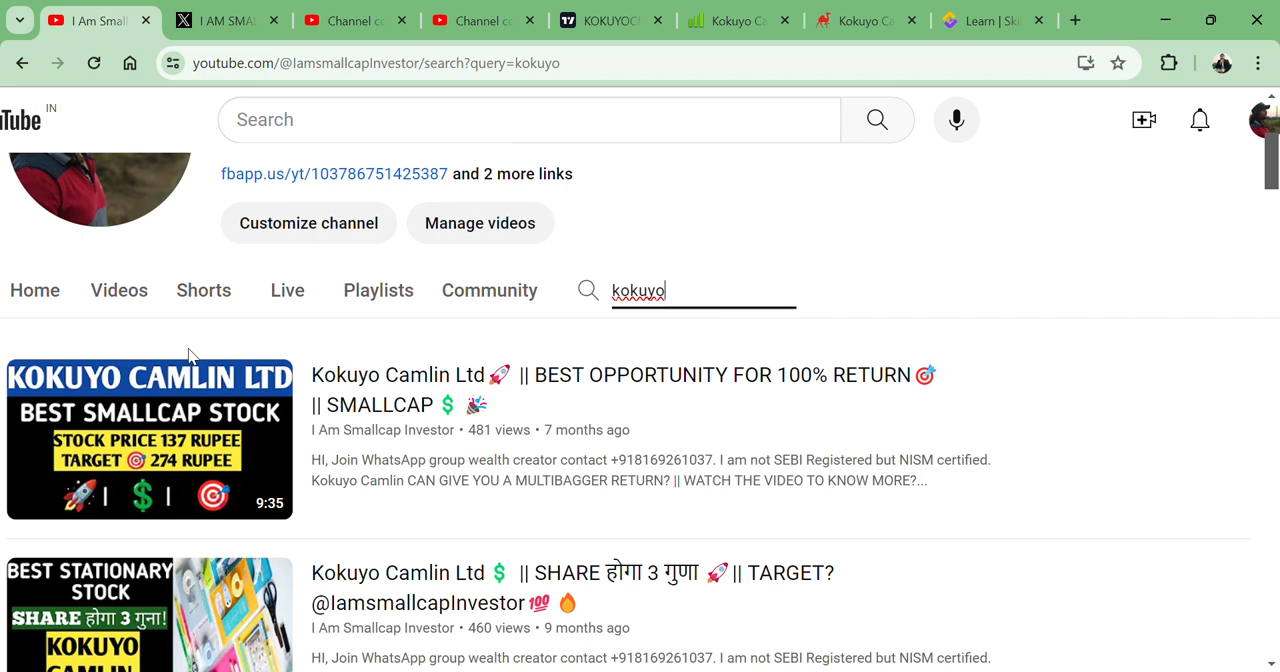 I Am Small
I AM SMA
Channel co
Channel co
KOKUYOC
Kokuyo Ca
Kokuyo Ca
Learn | Ski
youtube.com/@IamsmallcapInvestor/search?query=kokuyo
Tube IN
Search
fbapp.us/yt/103786751425387 and 2 more links
Customize channel
Manage videos
Home Videos Shorts Live Playlists Community kokuyo
KOKUYO CAMLIN LTD
BEST SMALLCAP STOCK
STOCK PRICE 137 RUPEE
TARGET 🎯 274 RUPEE
🚀 | $ | 🎯
9:35
Kokuyo Camlin Ltd🚀 || BEST OPPORTUNITY FOR 100% RETURN🎯
|| SMALLCAP 💲 🎉
I Am Smallcap Investor • 481 views • 7 months ago
HI, Join WhatsApp group wealth creator contact +918169261037. I am not SEBI Registered but NISM certified.
Kokuyo Camlin CAN GIVE YOU A MULTIBAGGER RETURN? || WATCH THE VIDEO TO KNOW MORE?...
BEST STATIONARY
STOCK
SHARE होगा 3 गुना!
KOKUYO
CAMLIN
Kokuyo Camlin Ltd 💲 || SHARE होगा 3 गुणा 🚀|| TARGET?
@IamsmallcapInvestor💯 🔥
I Am Smallcap Investor • 460 views • 9 months ago
HI, Join WhatsApp group wealth creator contact +918169261037. I am not SEBI Registered but NISM certified.